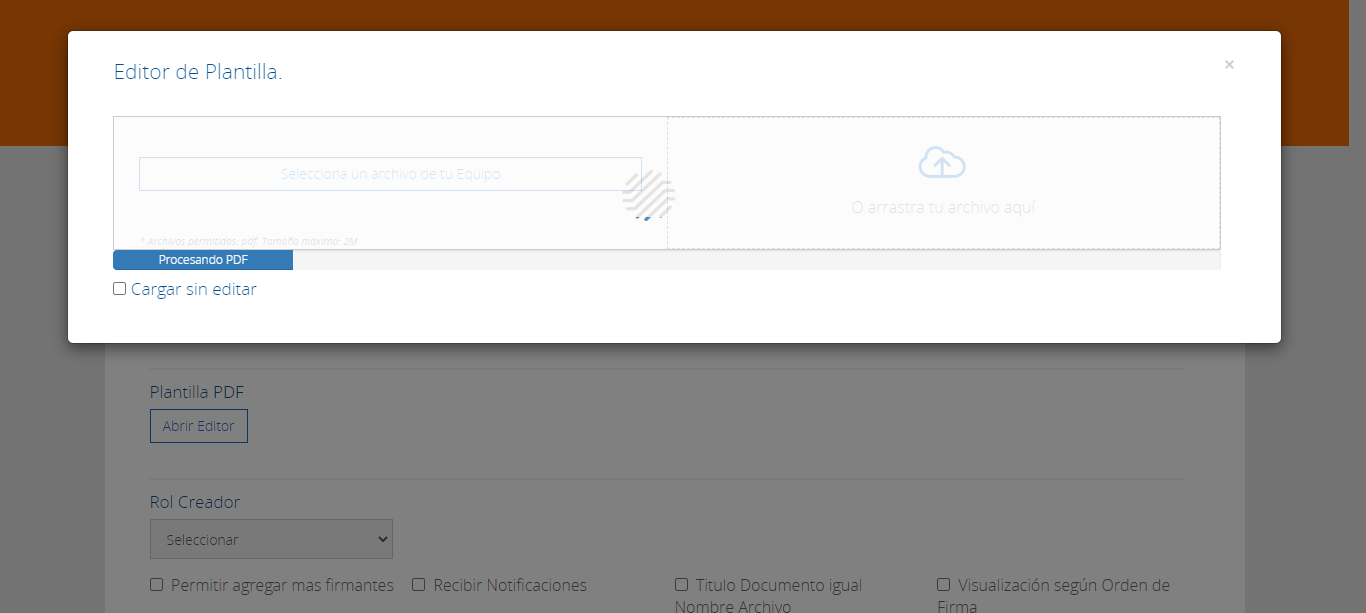 Editor de Plantilla.
×
Selecciona un archivo de tu Equipo
O arrastra tu archivo aquí
* Archivos permitidos: pdf. Tamaño maximo: 2M
Procesando PDF
Cargar sin editar
Plantilla PDF
Abrir Editor
Rol Creador
Seleccionar
Permitir agregar mas firmantes
Recibir Notificaciones
Titulo Documento igual
Nombre Archivo
Visualización según Orden de
Firma